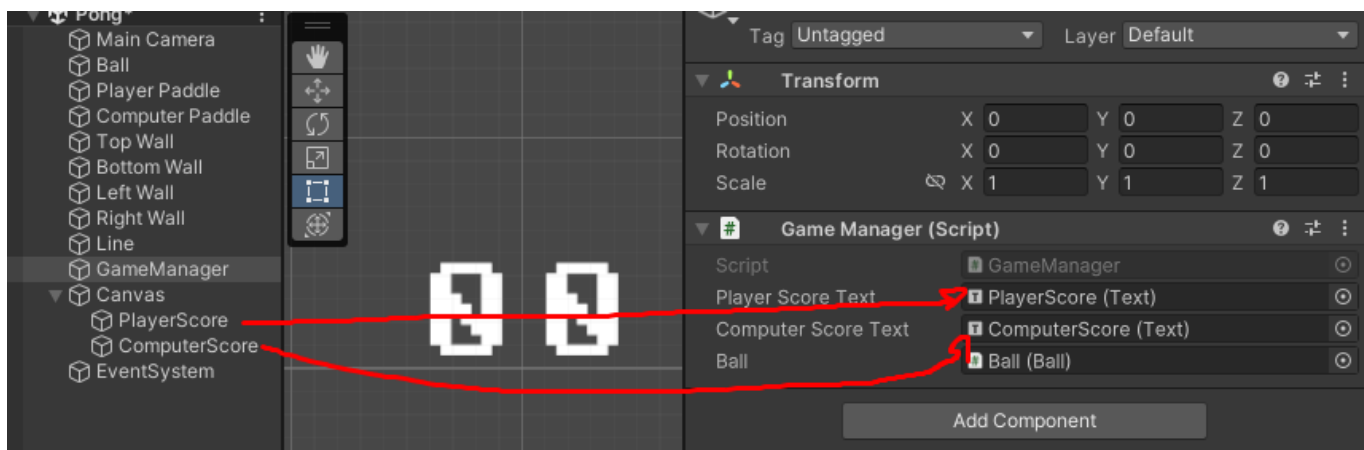 Pong*
Main Camera
Ball
Player Paddle
Computer Paddle
Top Wall
Bottom Wall
Left Wall
Right Wall
Line
GameManager
Canvas
PlayerScore
ComputerScore
EventSystem
0 0
Tag Untagged Layer Default
Transform
Position X 0 Y 0 Z 0
Rotation X 0 Y 0 Z 0
Scale X 1 Y 1 Z 1
# Game Manager (Script)
Script # GameManager
Player Score Text T PlayerScore (Text)
Computer Score Text T ComputerScore (Text)
Ball # Ball (Ball)
Add Component